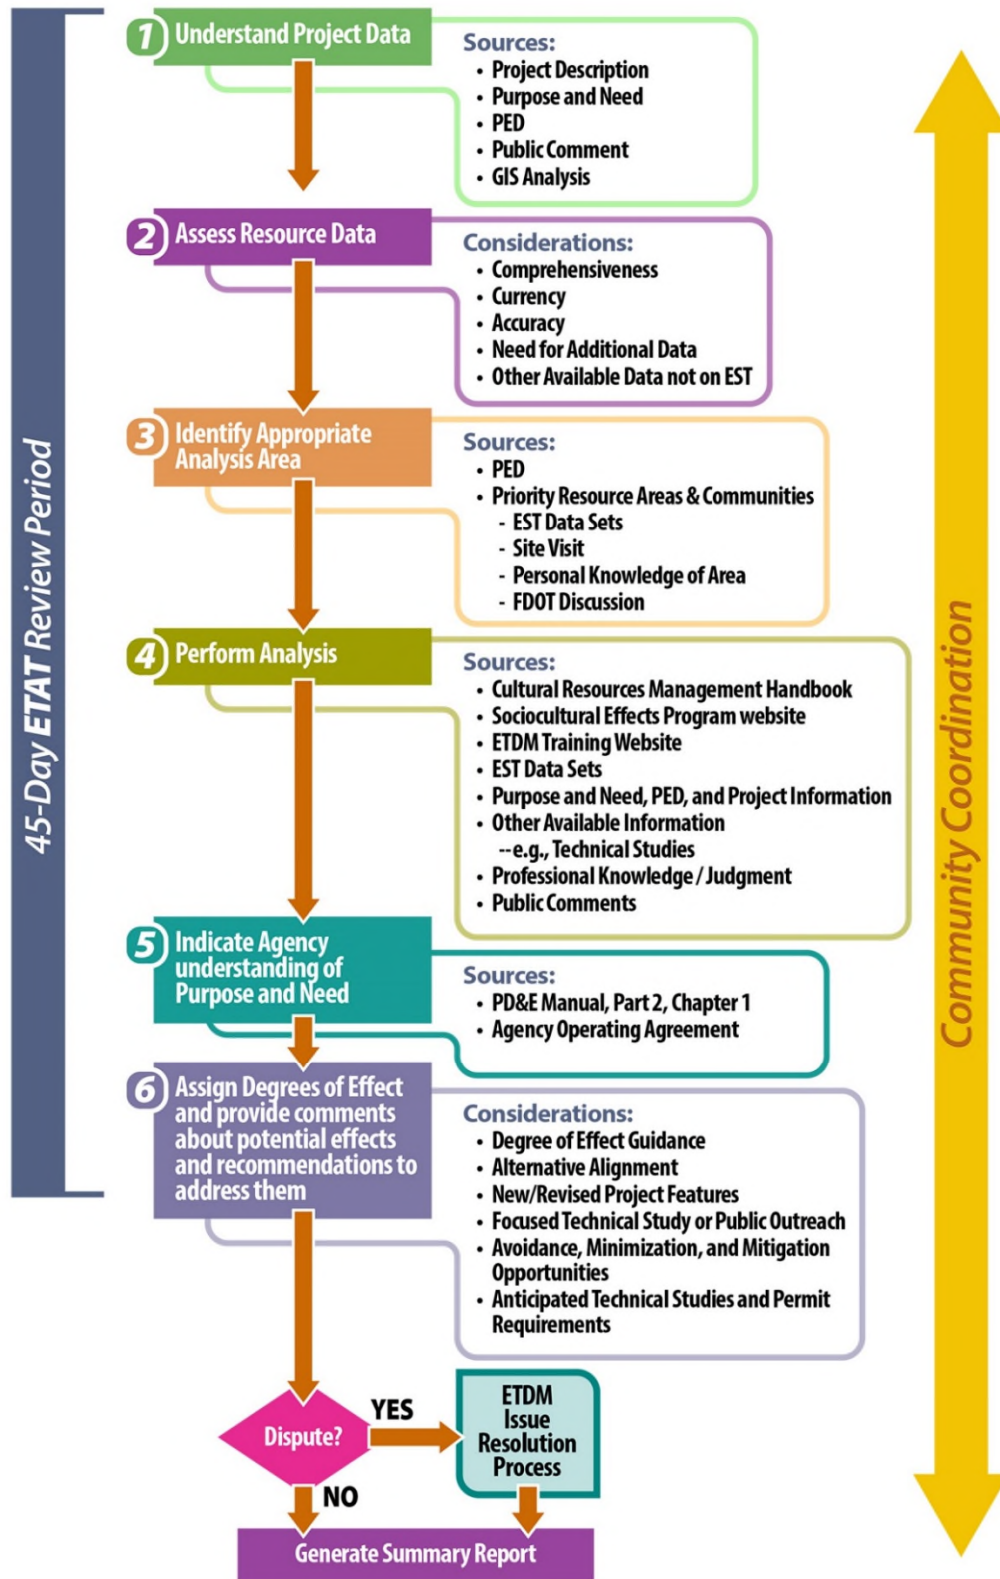 45-Day ETAT Review Period
1 Understand Project Data
Sources:
• Project Description
• Purpose and Need
• PED
• Public Comment
• GIS Analysis
2 Assess Resource Data
Considerations:
• Comprehensiveness
• Currency
• Accuracy
• Need for Additional Data
• Other Available Data not on EST
3 Identify Appropriate
Analysis Area
Sources:
• PED
• Priority Resource Areas & Communities
- EST Data Sets
- Site Visit
- Personal Knowledge of Area
- FDOT Discussion
4 Perform Analysis
Sources:
• Cultural Resources Management Handbook
• Sociocultural Effects Program website
• ETDM Training Website
• EST Data Sets
• Purpose and Need, PED, and Project Information
• Other Available Information
--e.g., Technical Studies
• Professional Knowledge / Judgment
• Public Comments
5 Indicate Agency
understanding of
Purpose and Need
Sources:
• PD&E Manual, Part 2, Chapter 1
• Agency Operating Agreement
6 Assign Degrees of Effect
and provide comments
about potential effects
and recommendations to
address them
Considerations:
• Degree of Effect Guidance
• Alternative Alignment
• New/Revised Project Features
• Focused Technical Study or Public Outreach
• Avoidance, Minimization, and Mitigation
Opportunities
• Anticipated Technical Studies and Permit
Requirements
Dispute?
YES
ETDM
Issue
Resolution
Process
NO
Generate Summary Report
Community Coordination